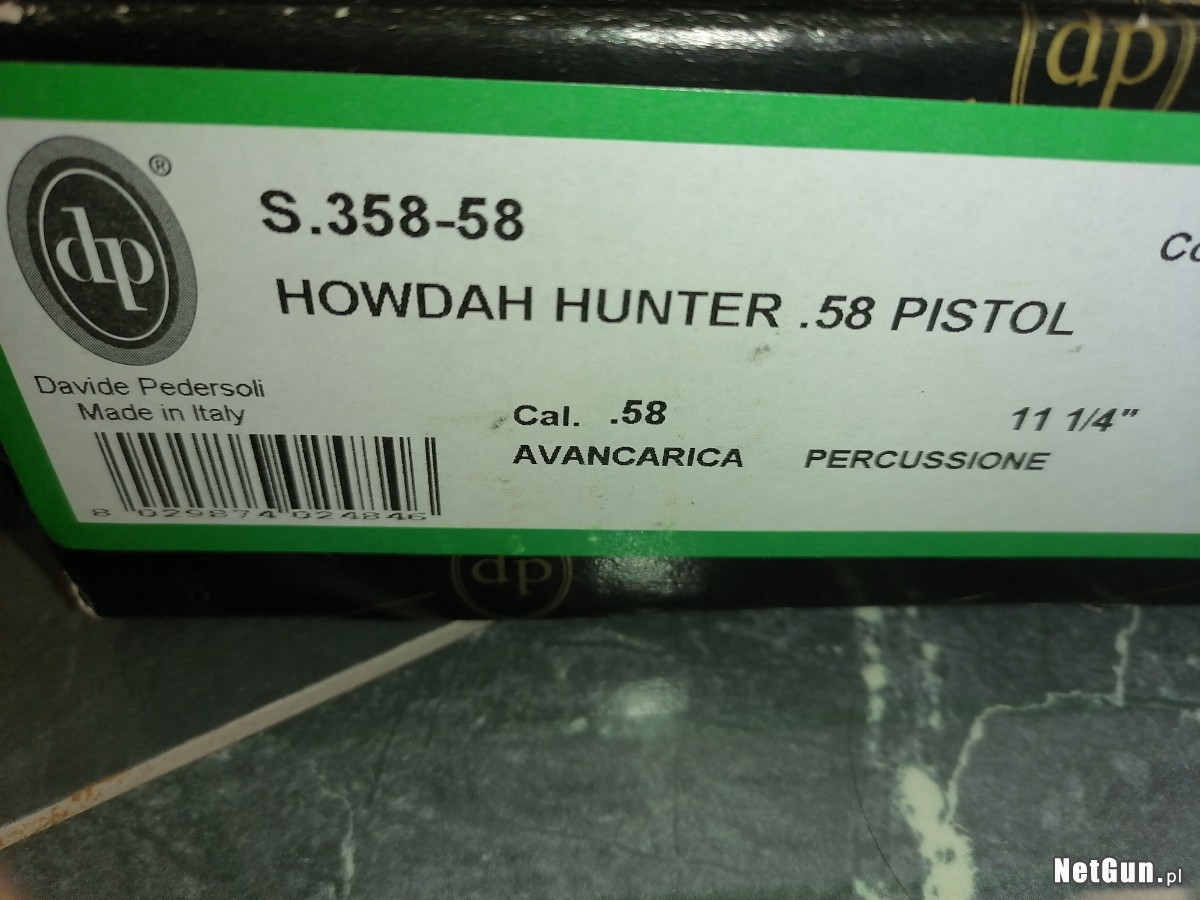 dp
®
dp
S.358-58
Co
HOWDAH HUNTER .58 PISTOL
Davide Pedersoli
Made in Italy
Cal. .58 11 1/4"
AVANCARICA PERCUSSIONE
8 029874 024846
dp
NetGun.pl